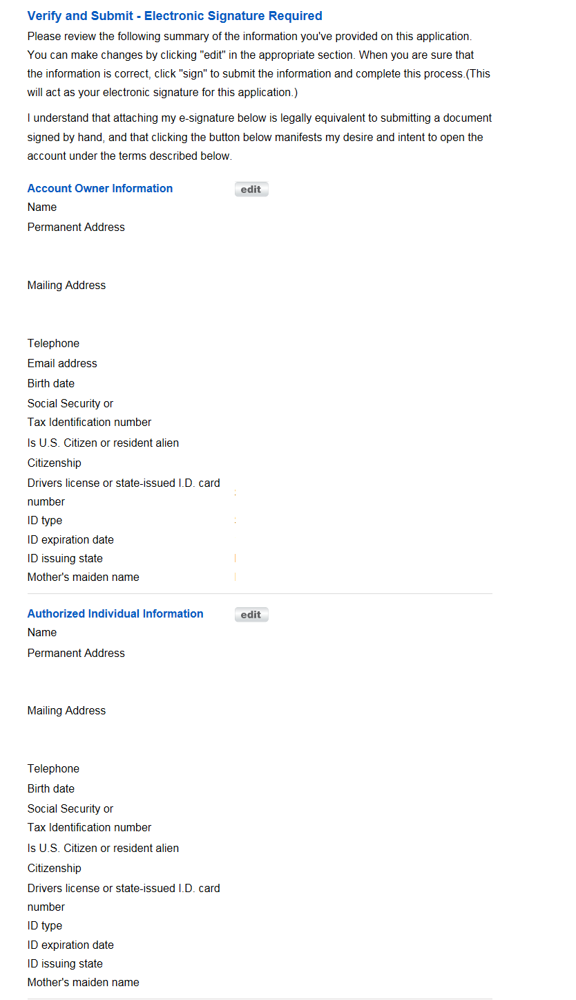 Verify and Submit - Electronic Signature Required
Please review the following summary of the information you've provided on this application.
You can make changes by clicking "edit" in the appropriate section. When you are sure that
the information is correct, click "sign" to submit the information and complete this process.(This
will act as your electronic signature for this application.)
I understand that attaching my e-signature below is legally equivalent to submitting a document
signed by hand, and that clicking the button below manifests my desire and intent to open the
account under the terms described below.
Account Owner Information edit
Name
Permanent Address
Mailing Address
Telephone
Email address
Birth date
Social Security or
Tax Identification number
Is U.S. Citizen or resident alien
Citizenship
Drivers license or state-issued I.D. card
number
ID type
ID expiration date
ID issuing state
Mother's maiden name
Authorized Individual Information edit
Name
Permanent Address
Mailing Address
Telephone
Birth date
Social Security or
Tax Identification number
Is U.S. Citizen or resident alien
Citizenship
Drivers license or state-issued I.D. card
number
ID type
ID expiration date
ID issuing state
Mother's maiden name